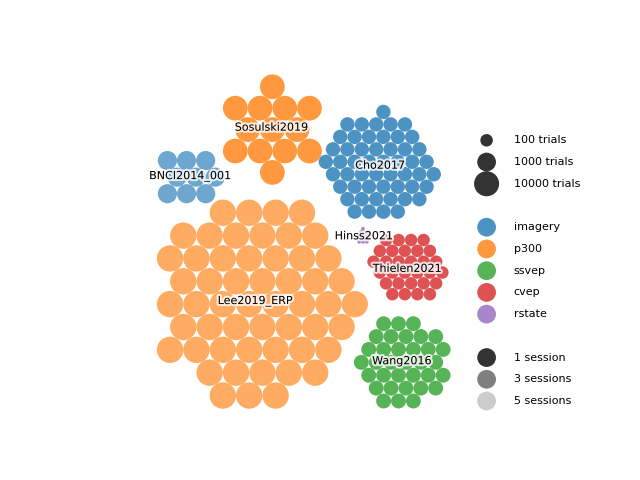 Sosulski2019
BNCI2014_001
Cho2017
Hinss2021
Thielen2021
Lee2019_ERP
Wang2016
100 trials
1000 trials
10000 trials
imagery
p300
ssvep
cvep
rstate
1 session
3 sessions
5 sessions